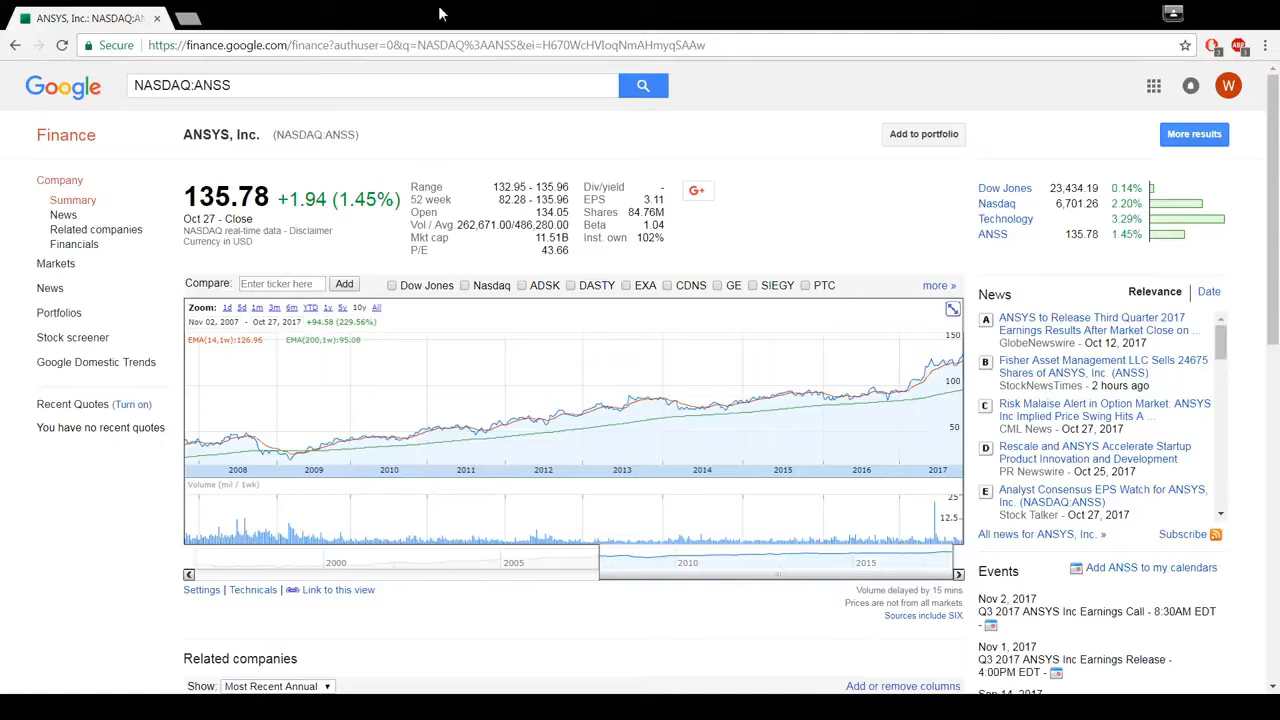 ANSYS, Inc.: NASDAQ:AN
Secure https://finance.google.com/finance?authuser=0&q=NASDAQ%3AANSS&ei=H670WcHVIoqNmAHmyqSAAw
Google NASDAQ:ANSS W
Finance ANSYS, Inc. (NASDAQ:ANSS) Add to portfolio More results
Company
Summary
News
Related companies
Financials
Markets
News
Portfolios
Stock screener
Google Domestic Trends
Recent Quotes (Turn on)
You have no recent quotes
135.78 +1.94 (1.45%)
Oct 27 - Close
NASDAQ real-time data - Disclaimer
Currency in USD
Range 132.95 - 135.96
52 week 82.28 - 135.96
Open 134.05
Vol / Avg 262,671.00/486,280.00
Mkt cap 11.51B
P/E 43.66
Div/yield -
EPS 3.11
Shares 84.76M
Beta 1.04
Inst. own 102%
G+
Dow Jones 23,434.19 0.14%
Nasdaq 6,701.26 2.20%
Technology 3.29%
ANSS 135.78 1.45%
Compare: Enter ticker here Add Dow Jones Nasdaq ADSK DASTY EXA CDNS GE SIEGY PTC more »
Zoom: 1d 5d 1m 3m 6m YTD 1y 5y 10y All
Nov 02, 2007 - Oct 27, 2017 +94.58 (229.56%)
EMA(14,1w):126.96 EMA(200,1w):95.08
150
100
50
2008 2009 2010 2011 2012 2013 2014 2015 2016 2017
Volume (mil / 1wk)
25
12.5
2000 2005 2010 2015
Settings | Technicals | Link to this view
Volume delayed by 15 mins.
Prices are not from all markets.
Sources include SIX.
Related companies
Show: Most Recent Annual Add or remove columns
News Relevance | Date
A ANSYS to Release Third Quarter 2017
Earnings Results After Market Close on ...
GlobeNewswire - Oct 12, 2017
B Fisher Asset Management LLC Sells 24675
Shares of ANSYS, Inc. (ANSS)
StockNewsTimes - 2 hours ago
C Risk Malaise Alert in Option Market: ANSYS
Inc Implied Price Swing Hits A ...
CML News - Oct 27, 2017
D Rescale and ANSYS Accelerate Startup
Product Innovation and Development
PR Newswire - Oct 25, 2017
E Analyst Consensus EPS Watch for ANSYS,
Inc. (NASDAQ:ANSS)
Stock Talker - Oct 27, 2017
All news for ANSYS, Inc. » Subscribe
Events Add ANSS to my calendars
Nov 2, 2017
Q3 2017 ANSYS Inc Earnings Call - 8:30AM EDT
-
Nov 1, 2017
Q3 2017 ANSYS Inc Earnings Release -
4:00PM EDT -